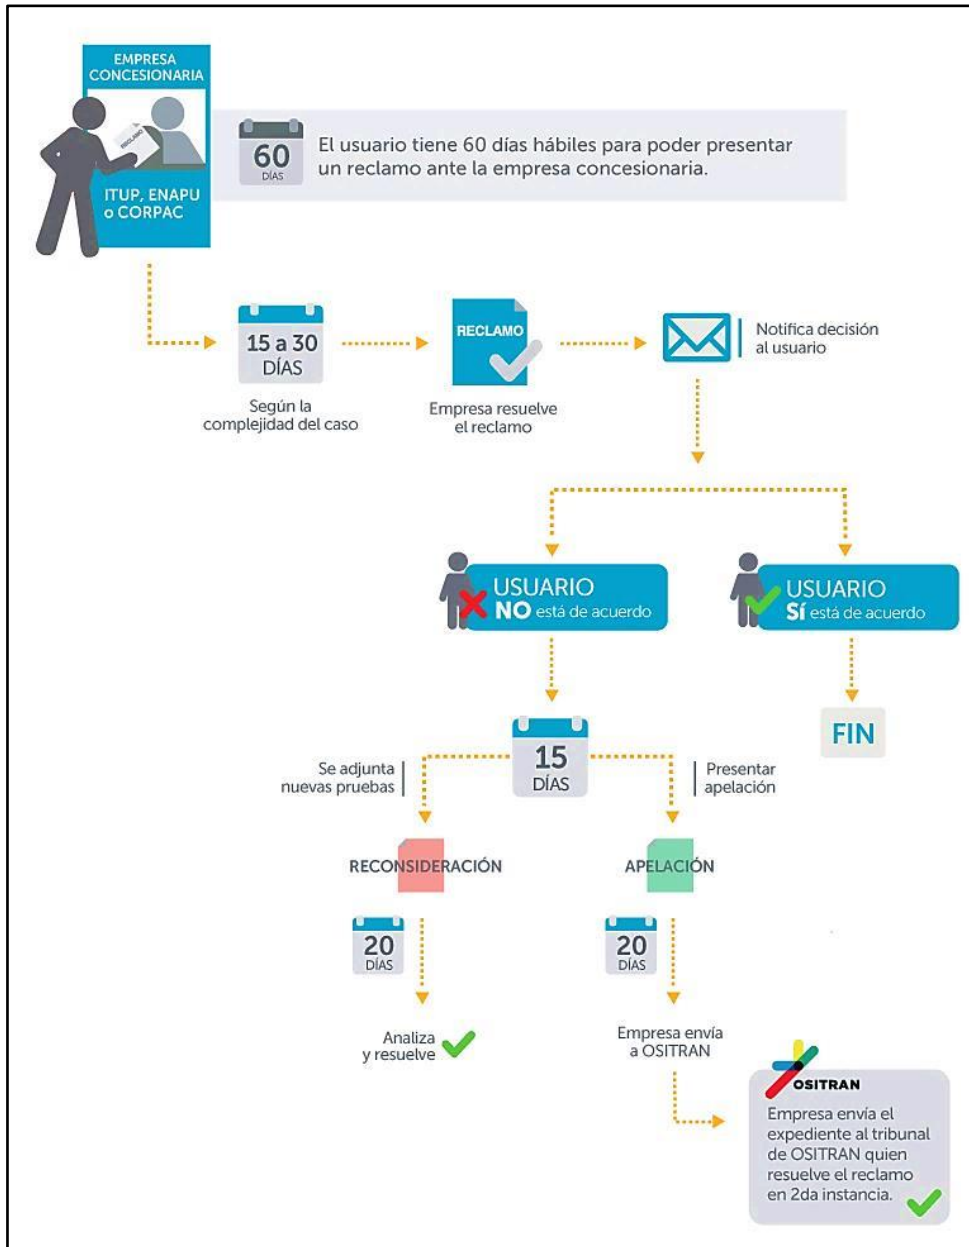 EMPRESA
CONCESIONARIA
RECLAMO
ITUP, ENAPU
o CORPAC
60
DÍAS
El usuario tiene 60 días hábiles para poder presentar
un reclamo ante la empresa concesionaria.
15 a 30
DÍAS
Según la
complejidad del caso
RECLAMO
Empresa resuelve
el reclamo
Notifica decisión
al usuario
USUARIO
NO está de acuerdo
USUARIO
Sí está de acuerdo
FIN
15
DÍAS
Se adjunta
nuevas pruebas
Presentar
apelación
RECONSIDERACIÓN
APELACIÓN
20
DÍAS
20
DÍAS
Analiza
y resuelve
Empresa envía
a OSITRAN
OSITRAN
Empresa envía el
expediente al tribunal
de OSITRAN quien
resuelve el reclamo
en 2da instancia.